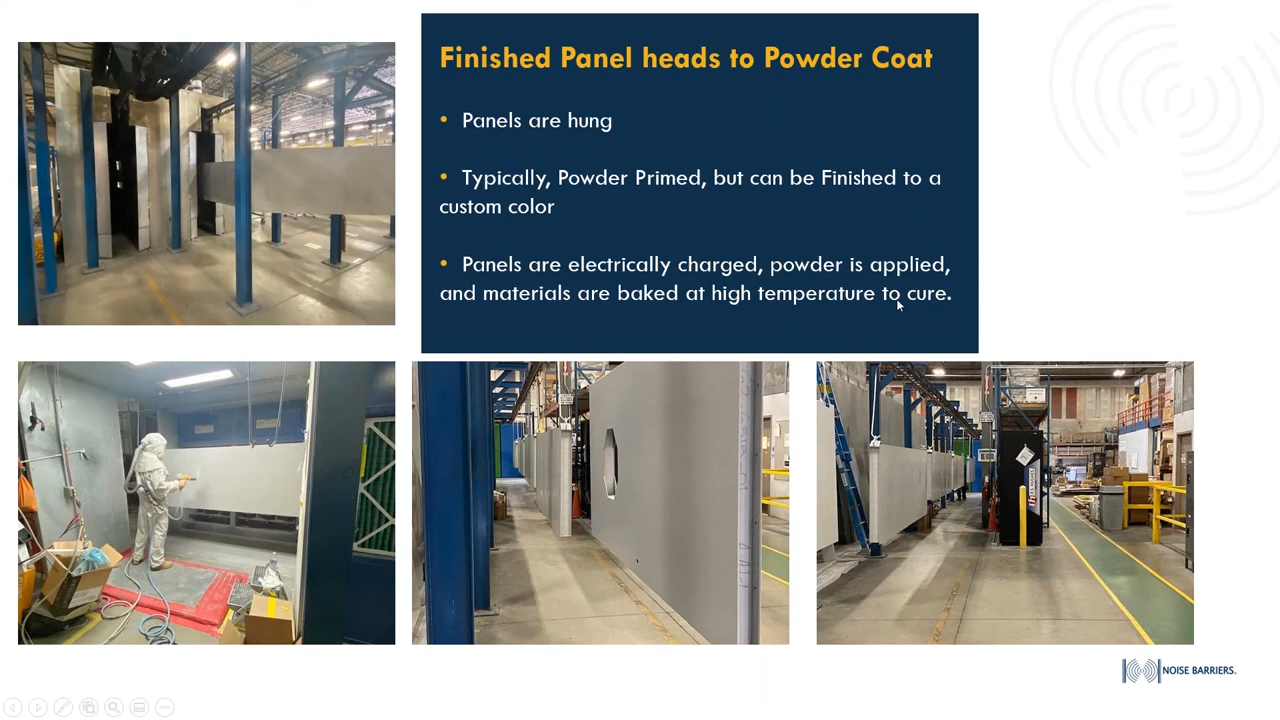 Finished Panel heads to Powder Coat
• Panels are hung
• Typically, Powder Primed, but can be Finished to a
custom color
• Panels are electrically charged, powder is applied,
and materials are baked at high temperature to cure.
NOISE BARRIERS.